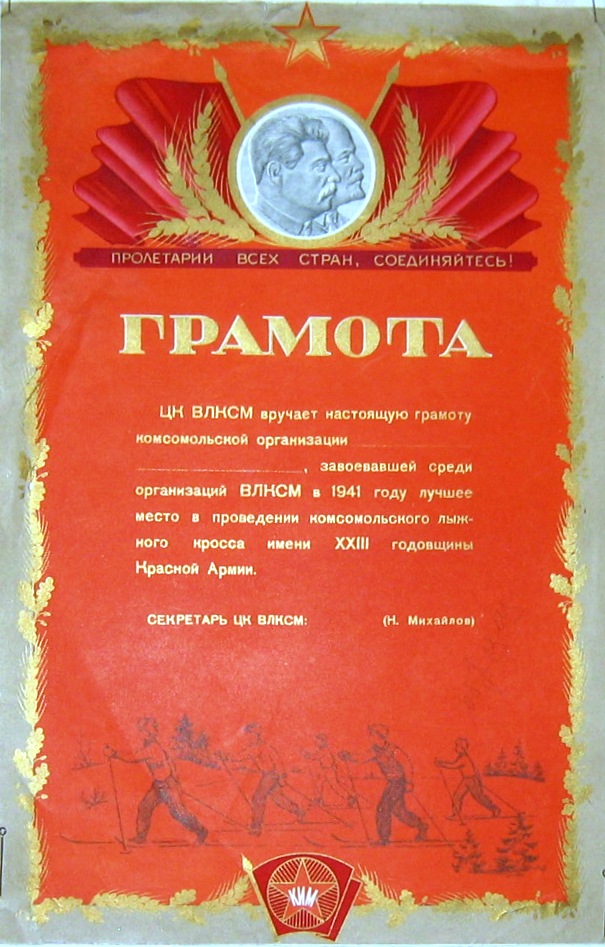 ПРОЛЕТАРИИ ВСЕХ СТРАН, СОЕДИНЯЙТЕСЬ!
ГРАМОТА
ЦК ВЛКСМ вручает настоящую грамоту
комсомольской организации
, завоевавшей среди
организаций ВЛКСМ в 1941 году лучшее
место в проведении комсомольского лыж-
ного кросса имени XXIII годовщины
Красной Армии.
СЕКРЕТАРЬ ЦК ВЛКСМ: (Н. Михайлов)
КИМ